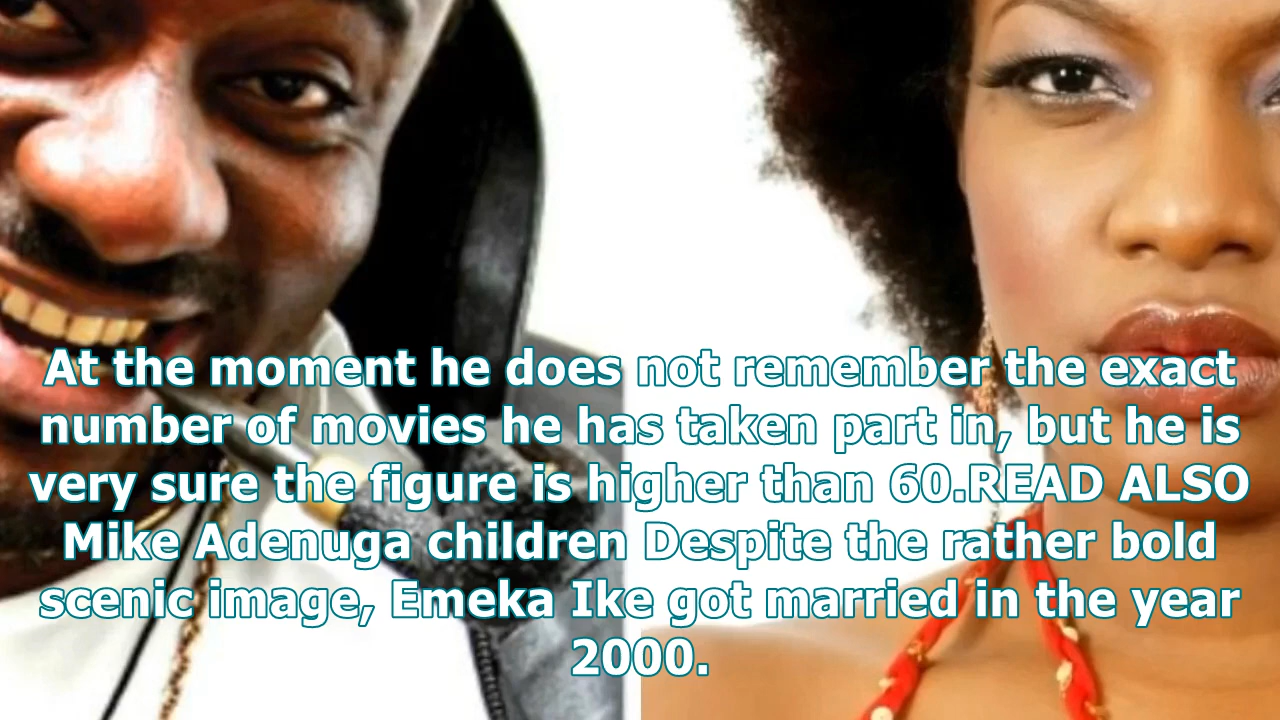 At the moment he does not remember the exact
number of movies he has taken part in, but he is
very sure the figure is higher than 60.READ ALSO
Mike Adenuga children Despite the rather bold
scenic image, Emeka Ike got married in the year
2000.